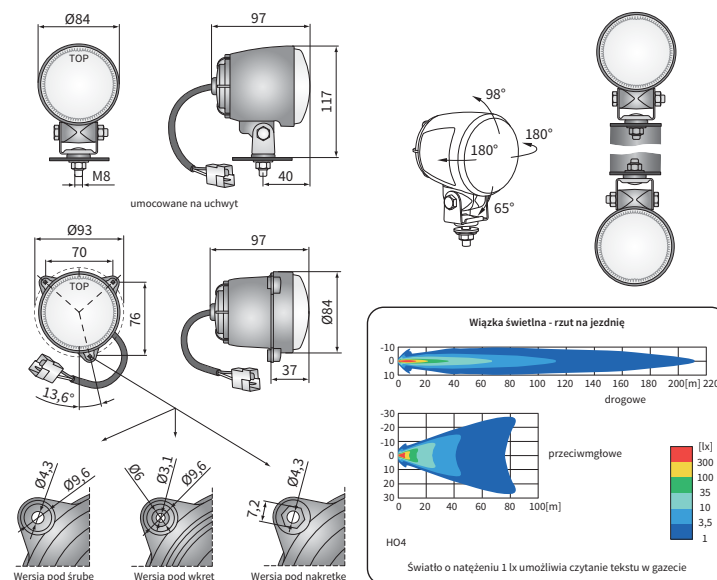 Ø84
TOP
M8
umocowane na uchwyt
97
117
40
98°
180°
180°
65°
Ø93
70
TOP
76
13,6°
97
Ø84
37
Ø4,3
Ø9,6
Wersja pod śrubę
Ø6
Ø3,1
Ø9,6
Wersja pod wkręt
Ø4,3
7,2
Wersja pod nakrętkę
Wiązka świetlna - rzut na jezdnię
-10
0
10
0 20 40 60 80 100 120 140 160 180 200[m] 220
drogowe
-30
-20
-10
0
10
20
30
0 20 40 60 80 100[m]
przeciwmgłowe
[lx]
300
100
35
10
3,5
1
HO4
Światło o natężeniu 1 lx umożliwia czytanie tekstu w gazecie